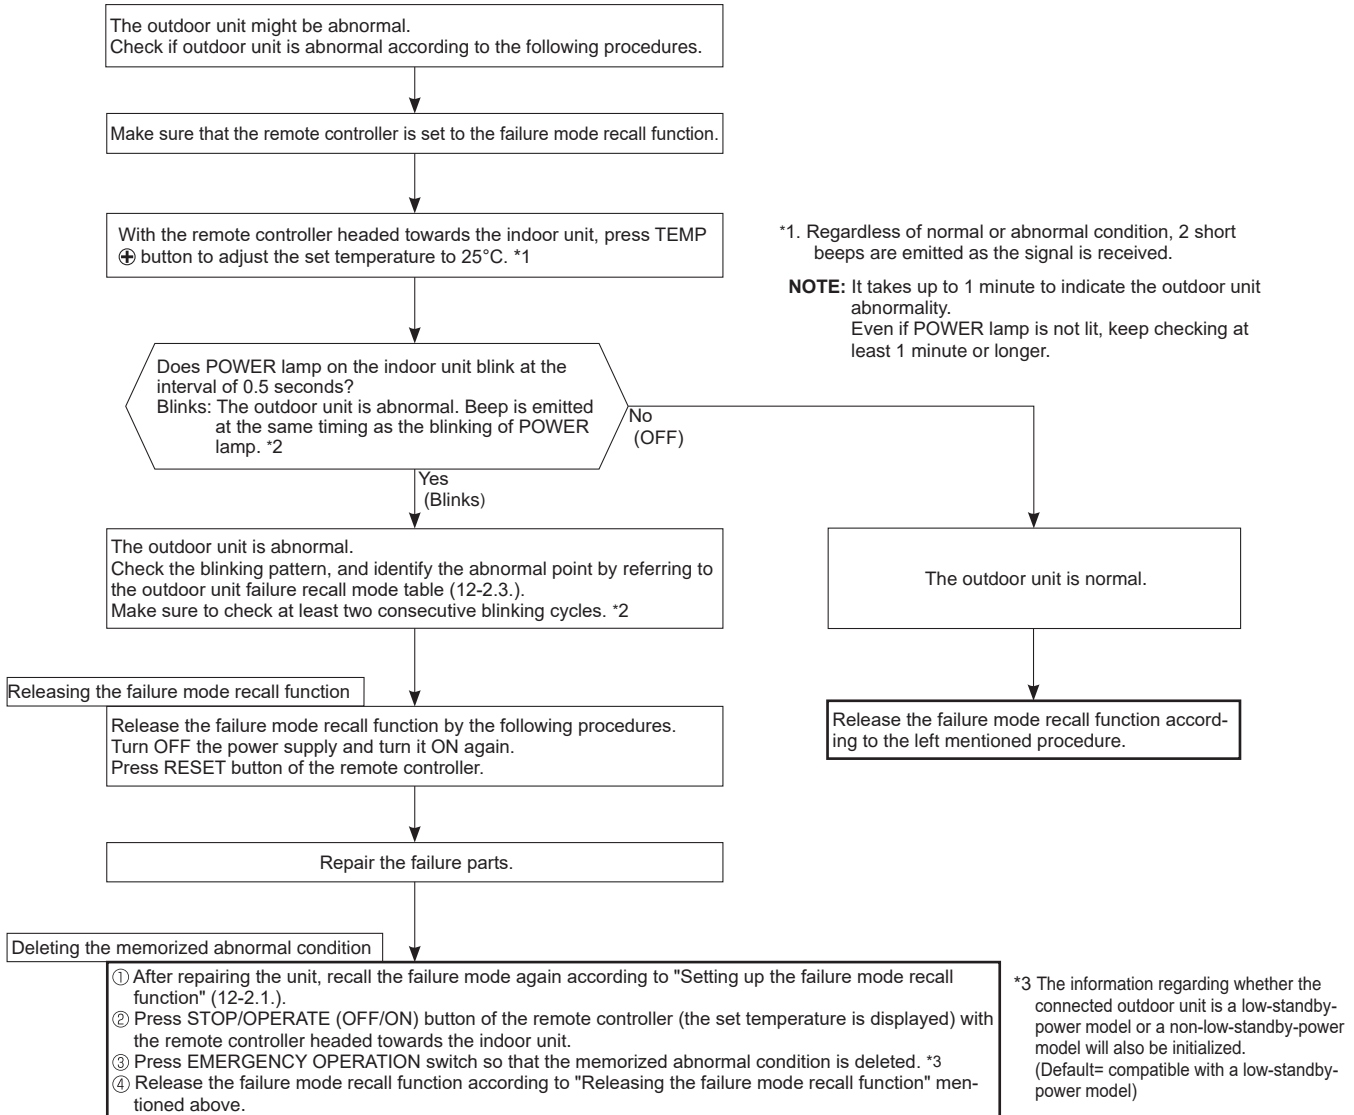 The outdoor unit might be abnormal.
Check if outdoor unit is abnormal according to the following procedures.
Make sure that the remote controller is set to the failure mode recall function.
With the remote controller headed towards the indoor unit, press TEMP
⊕ button to adjust the set temperature to 25°C. *1
*1. Regardless of normal or abnormal condition, 2 short
beeps are emitted as the signal is received.
NOTE: It takes up to 1 minute to indicate the outdoor unit
abnormality.
Even if POWER lamp is not lit, keep checking at
least 1 minute or longer.
Does POWER lamp on the indoor unit blink at the
interval of 0.5 seconds?
Blinks: The outdoor unit is abnormal. Beep is emitted
at the same timing as the blinking of POWER
lamp. *2
No
(OFF)
Yes
(Blinks)
The outdoor unit is abnormal.
Check the blinking pattern, and identify the abnormal point by referring to
the outdoor unit failure recall mode table (12-2.3.).
Make sure to check at least two consecutive blinking cycles. *2
The outdoor unit is normal.
Releasing the failure mode recall function
Release the failure mode recall function by the following procedures.
Turn OFF the power supply and turn it ON again.
Press RESET button of the remote controller.
Release the failure mode recall function accord-
ing to the left mentioned procedure.
Repair the failure parts.
Deleting the memorized abnormal condition
① After repairing the unit, recall the failure mode again according to "Setting up the failure mode recall
function" (12-2.1.).
② Press STOP/OPERATE (OFF/ON) button of the remote controller (the set temperature is displayed) with
the remote controller headed towards the indoor unit.
③ Press EMERGENCY OPERATION switch so that the memorized abnormal condition is deleted. *3
④ Release the failure mode recall function according to "Releasing the failure mode recall function" men-
tioned above.
*3 The information regarding whether the
connected outdoor unit is a low-standby-
power model or a non-low-standby-power
model will also be initialized.
(Default= compatible with a low-standby-
power model)